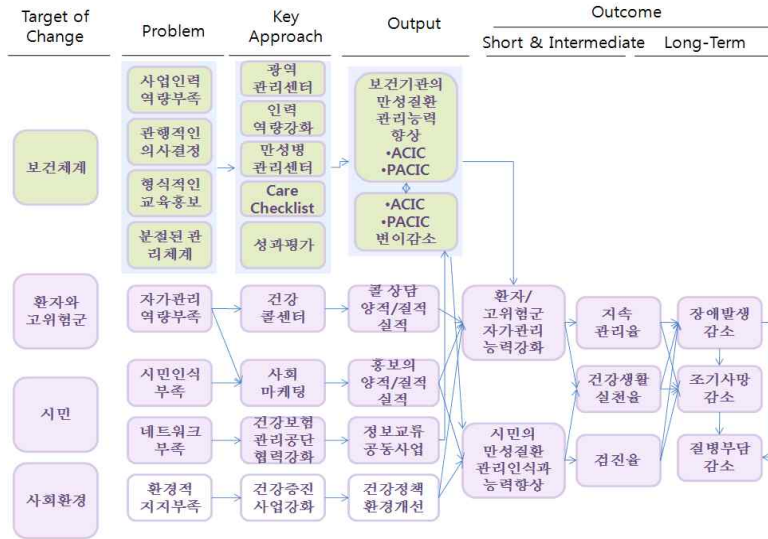 Target of
Change
Problem
Key
Approach
Output
Outcome
Short & Intermediate
Long-Term
보건체계
사업인력
역량부족
관행적인
의사결정
형식적인
교육홍보
분절된 관
리체계
광역
관리센터
인력
역량강화
만성병
관리센터
Care
Checklist
성과평가
보건기관의
만성질환
관리능력
향상
•ACIC
•PACIC
•ACIC
•PACIC
변이감소
환자와
고위험군
자가관리
역량부족
건강
콜센터
콜 상담
양적/질적
실적
환자/
고위험군
자가관리
능력강화
지속
관리율
장애발생
감소
시민
시민인식
부족
사회
마케팅
홍보의
양적/질적
실적
건강생활
실천율
조기사망
감소
네트워크
부족
건강보험
관리공단
협력강화
정보교류
공동사업
시민의
만성질환
관리인식과
능력향상
검진율
질병부담
감소
사회환경
환경적
지지부족
건강증진
사업강화
건강정책
환경개선